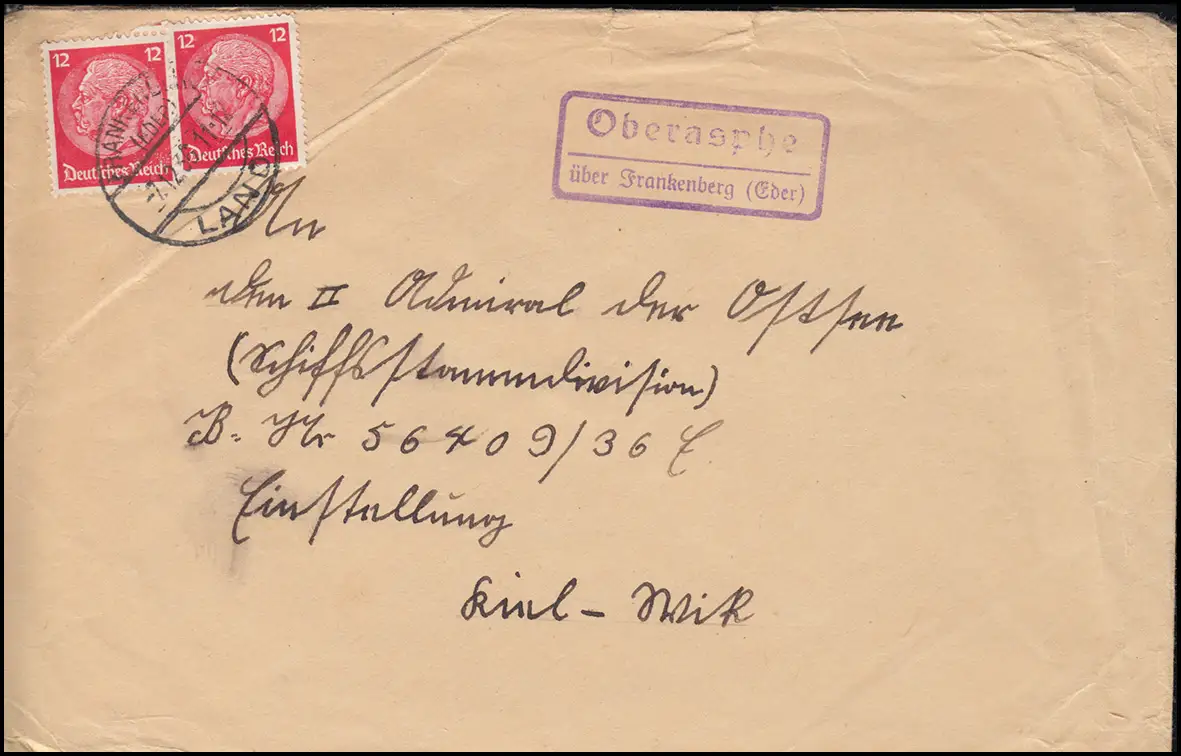 12 12
Deutsches Reich
12 12
Deutsches Reich
LAND
Oberasphe
über Frankenberg (Eder)
An
den II Admiral der Ostsee
(Schiffsstammdivision)
B. Nr 56409/36 E.
Einstellung
Kiel – Wik